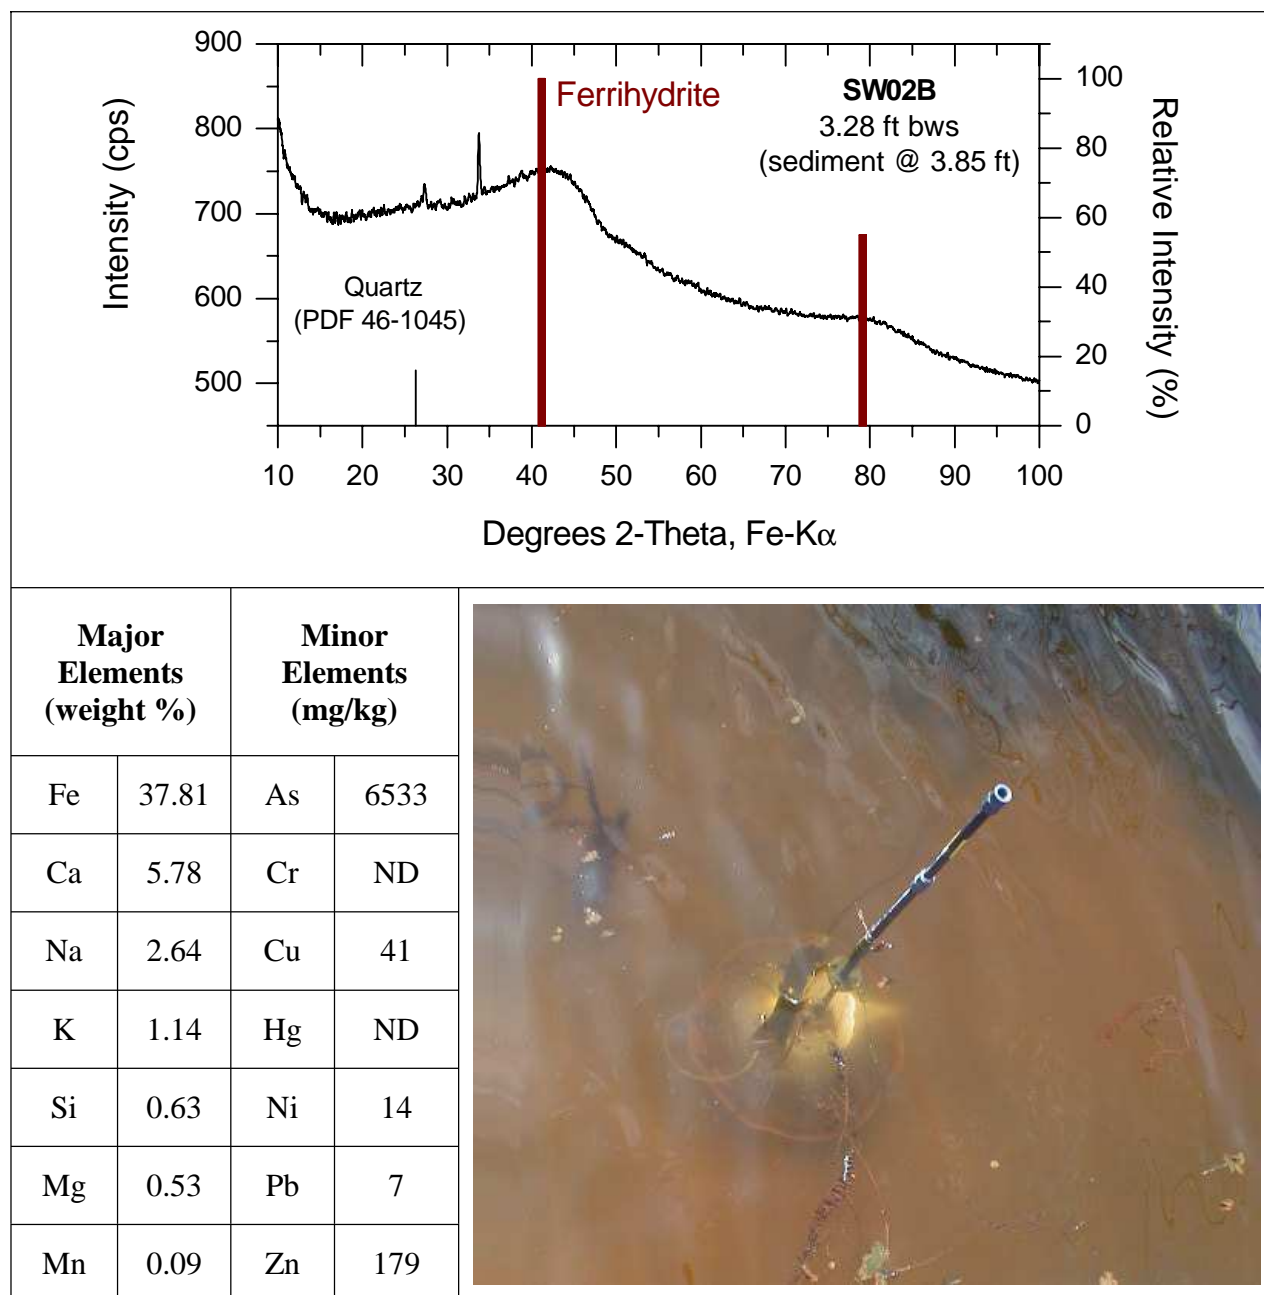 900
800
700
600
500
Intensity (cps)
Ferrihydrite
SW02B
3.28 ft bws
(sediment @ 3.85 ft)
Quartz
(PDF 46-1045)
100
80
60
40
20
0
Relative Intensity (%)
10 20 30 40 50 60 70 80 90 100
Degrees 2-Theta, Fe-Kα
Major
Elements
(weight %)
Minor
Elements
(mg/kg)
Fe 37.81 As 6533
Ca 5.78 Cr ND
Na 2.64 Cu 41
K 1.14 Hg ND
Si 0.63 Ni 14
Mg 0.53 Pb 7
Mn 0.09 Zn 179